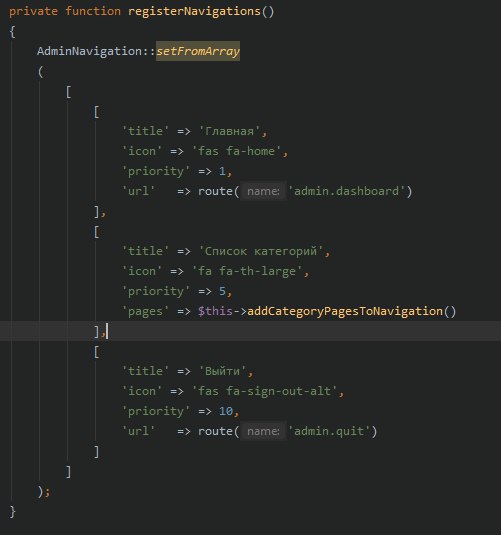 private function registerNavigations()
{
    AdminNavigation::setFromArray
    (
        [
            [
                'title' => 'Главная',
                'icon' => 'fas fa-home',
                'priority' => 1,
                'url'   => route( name: 'admin.dashboard')
            ],
            [
                'title' => 'Список категорий',
                'icon' => 'fa fa-th-large',
                'priority' => 5,
                'pages' => $this->addCategoryPagesToNavigation()
            ],
            [
                'title' => 'Выйти',
                'icon' => 'fas fa-sign-out-alt',
                'priority' => 10,
                'url'   => route( name: 'admin.quit')
            ]
        ]
    );
}